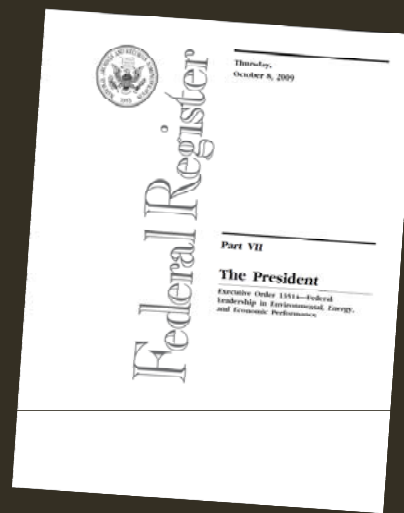 Thursday,
October 8, 2009
Federal Register
Part VII
The President
Executive Order 13514—Federal
Leadership in Environmental, Energy,
and Economic Performance